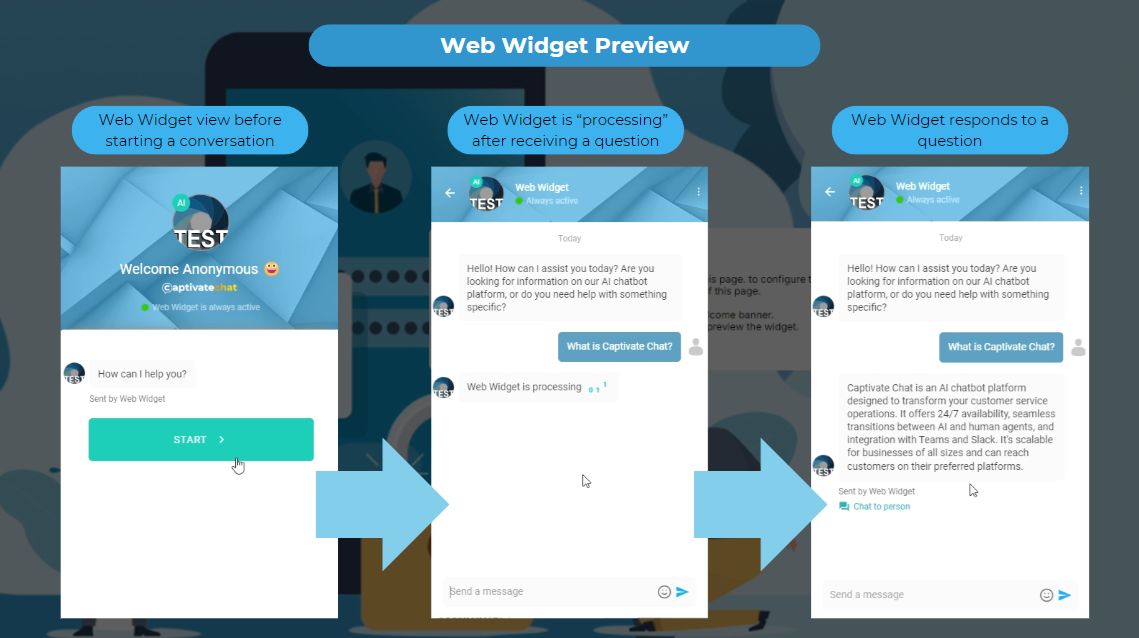 Web Widget Preview
Web Widget view before
starting a conversation
AI
TEST
Welcome Anonymous
Captivatechat
Web Widget is always active
TEST
How can I help you?
Sent by Web Widget
START
Web Widget is “processing”
after receiving a question
AI
TEST
Web Widget
Always active
Today
Hello! How can I assist you today? Are you
looking for information on our AI chatbot
platform, or do you need help with something
specific?
TEST
What is Captivate Chat?
Web Widget is processing 0 1 1
TEST
Send a message
is page. to configure t
f this page.
lcome banner.
preview the widget.
Web Widget responds to a
question
AI
TEST
Web Widget
Always active
Today
Hello! How can I assist you today? Are you
looking for information on our AI chatbot
platform, or do you need help with something
specific?
TEST
What is Captivate Chat?
Captivate Chat is an AI chatbot platform
designed to transform your customer service
operations. It offers 24/7 availability, seamless
transitions between AI and human agents, and
integration with Teams and Slack. It's scalable
for businesses of all sizes and can reach
customers on their preferred platforms.
TEST
Sent by Web Widget
Chat to person
Send a message